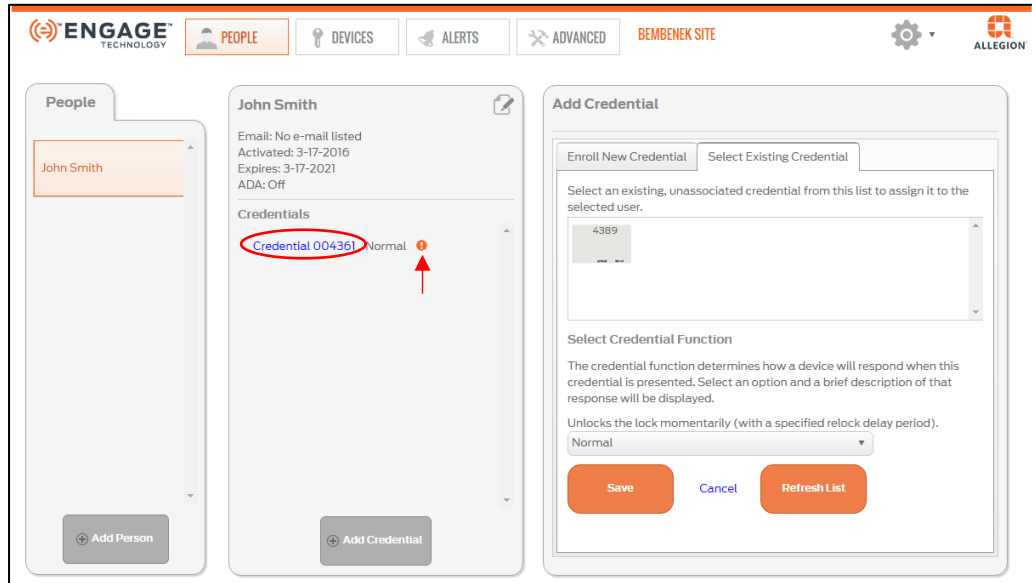 ENGAGE™
TECHNOLOGY
PEOPLE
DEVICES
ALERTS
ADVANCED
BEMBENEK SITE
ALLEGION
People
John Smith
Add Person
John Smith
Email: No e-mail listed
Activated: 3-17-2016
Expires: 3-17-2021
ADA: Off
Credentials
Credential 004361 Normal
Add Credential
Add Credential
Enroll New Credential
Select Existing Credential
Select an existing, unassociated credential from this list to assign it to the
selected user.
4389
Select Credential Function
The credential function determines how a device will respond when this
credential is presented. Select an option and a brief description of that
response will be displayed.
Unlocks the lock momentarily (with a specified relock delay period).
Normal
Save
Cancel
Refresh List